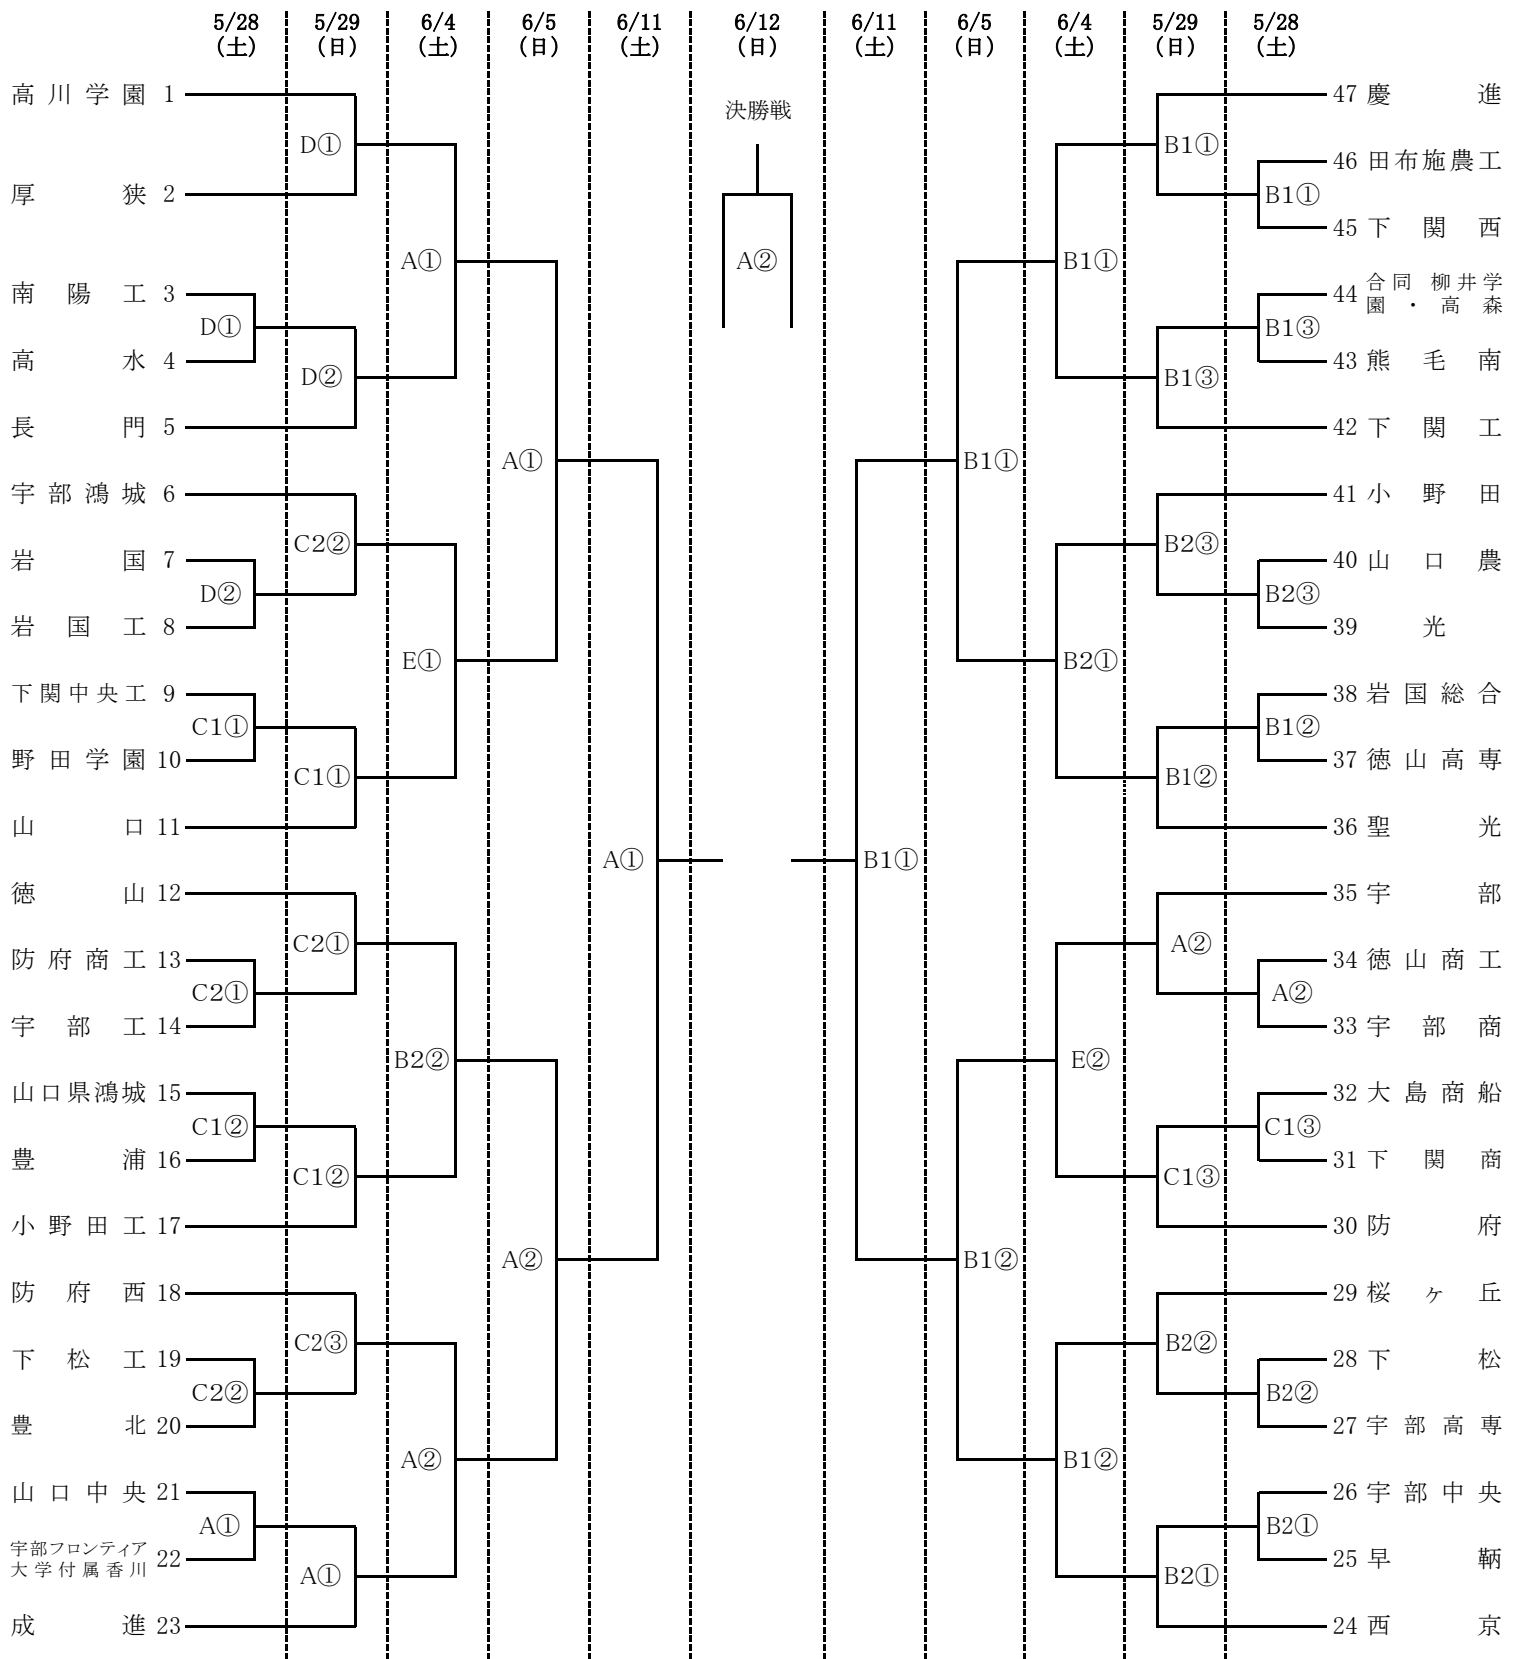 5/28 5/29 6/4 6/5 6/11 6/12 6/11 6/5 6/4 5/29 5/28
(土) (日) (土) (日) (土) (日) (土) (日) (土) (日) (土)
高川学園 1 47 慶進
決勝戦
D① B1①
46 田布施農工
厚狭 2 B1①
45 下関西
A① A② B1①
南陽工 3 44 合同 柳井学
園・高森
D① B1③
高水 4 43 熊毛南
D② B1③
長門 5 42 下関工
A① B1①
宇部鴻城 6 41 小野田
C2② B2③
岩国 7 40 山口農
D② B2③
岩国工 8 39 光
E① B2①
下関中央工 9 38 岩国総合
C1① B1②
野田学園 10 37 徳山高専
C1① B1②
山口 11 36 聖光
A① B1①
徳山 12 35 宇部
C2① A②
防府商工 13 34 徳山商工
C2① A②
宇部工 14 33 宇部商
B2② E②
山口県鴻城 15 32 大島商船
C1② C1③
豊浦 16 31 下関商
C1② C1③
小野田工 17 30 防府
A② B1②
防府西 18 29 桜ヶ丘
C2③ B2②
下松工 19 28 下松
C2② B2②
豊北 20 27 宇部高専
A② B1②
山口中央 21 26 宇部中央
A① B2①
宇部フロンティア
大学付属香川 22 25 早鞆
A① B2①
成進 23 24 西京